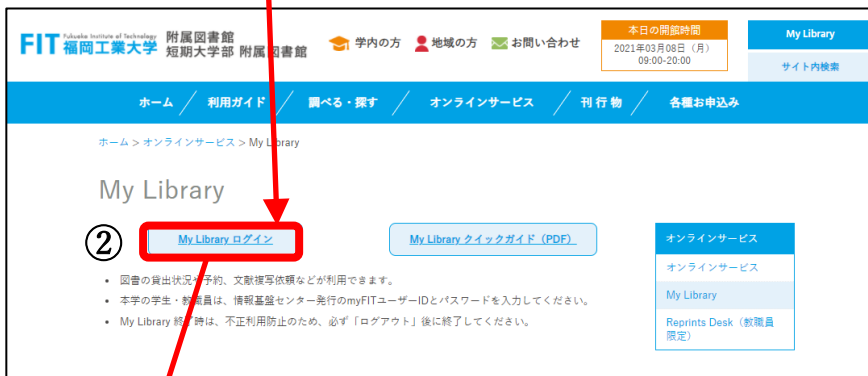 FIT Fukuoka Institute of Technology 福岡工業大学
附属図書館
短期大学部 附属図書館
学内の方 地域の方 お問い合わせ
本日の開館時間
2021年03月08日（月）
09:00-20:00
My Library
サイト内検索
ホーム 利用ガイド 調べる・探す オンラインサービス 刊行物 各種お申込み
ホーム > オンラインサービス > My Library
My Library
② My Library ログイン
My Library クイックガイド（PDF）
・ 図書の貸出状況や予約、文献複写依頼などが利用できます。
・ 本学の学生・教職員は、情報基盤センター発行のmyFITユーザーIDとパスワードを入力してください。
・ My Library 終了時は、不正利用防止のため、必ず「ログアウト」後に終了してください。
オンラインサービス
オンラインサービス
My Library
Reprints Desk（教職員
限定）